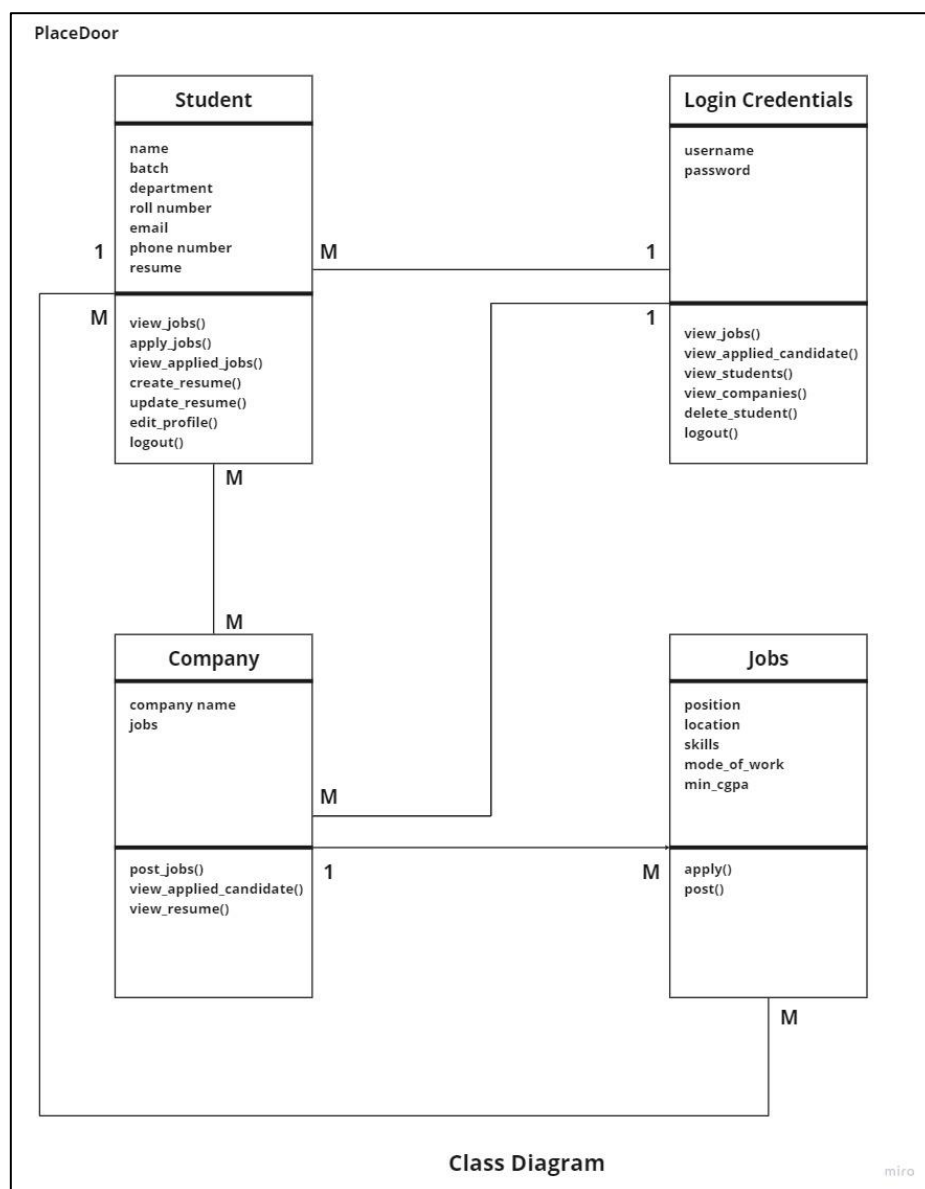 PlaceDoor
Student
name
batch
department
roll number
email
phone number
resume
1
M
M
view_jobs()
apply_jobs()
view_applied_jobs()
create_resume()
update_resume()
edit_profile()
logout()
M
Login Credentials
username
password
1
1
view_jobs()
view_applied_candidate()
view_students()
view_companies()
delete_student()
logout()
M
Company
company name
jobs
M
post_jobs()
view_applied_candidate()
view_resume()
1
M
Jobs
position
location
skills
mode_of_work
min_cgpa
apply()
post()
M
Class Diagram
miro